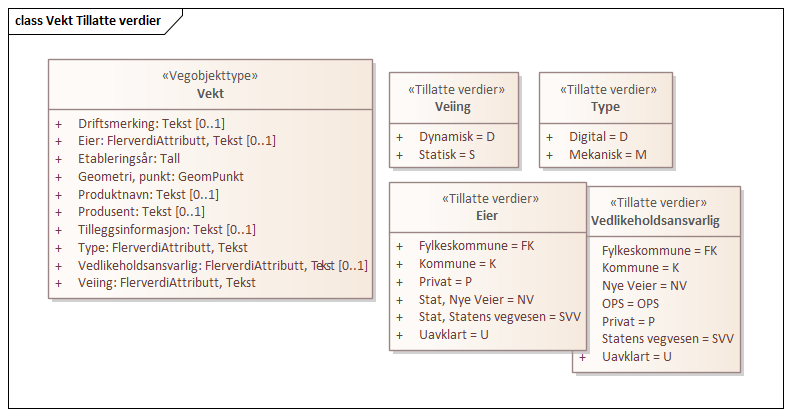 class Vekt Tillatte verdier
«Vegobjekttype»
Vekt
+ Driftsmerking: Tekst [0..1]
+ Eier: FlerverdiAttributt, Tekst [0..1]
+ Etableringsår: Tall
+ Geometri, punkt: GeomPunkt
+ Produktnavn: Tekst [0..1]
+ Produsent: Tekst [0..1]
+ Tilleggsinformasjon: Tekst [0..1]
+ Type: FlerverdiAttributt, Tekst
+ Vedlikeholdsansvarlig: FlerverdiAttributt, Tekst [0..1]
+ Veiing: FlerverdiAttributt, Tekst
«Tillatte verdier»
Veiing
+ Dynamisk = D
+ Statisk = S
«Tillatte verdier»
Type
+ Digital = D
+ Mekanisk = M
«Tillatte verdier»
Eier
+ Fylkeskommune = FK
+ Kommune = K
+ Privat = P
+ Stat, Nye Veier = NV
+ Stat, Statens vegvesen = SVV
+ Uavklart = U
«Tillatte verdier»
Vedlikeholdsansvarlig
Fylkeskommune = FK
Kommune = K
Nye Veier = NV
OPS = OPS
Privat = P
Statens vegvesen = SVV
+ Uavklart = U